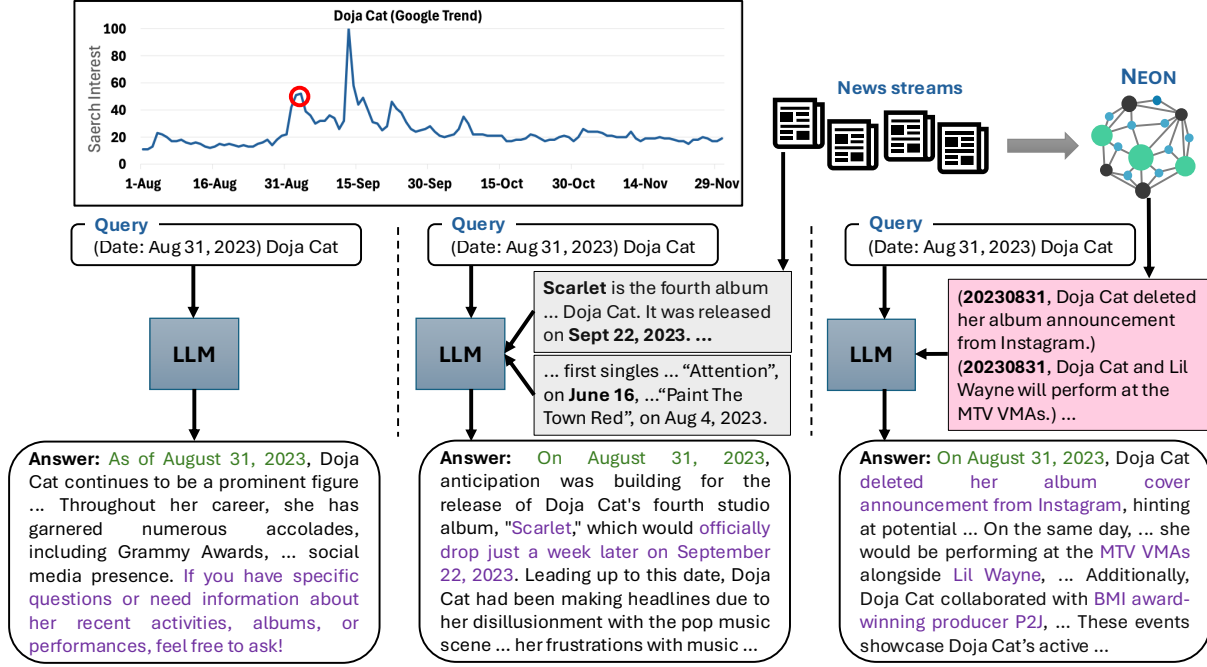 Doja Cat (Google Trend)
Saerch Interest
100
80
60
40
20
0
1-Aug 16-Aug 31-Aug 15-Sep 30-Sep 15-Oct 30-Oct 14-Nov 29-Nov
News streams
NEON
Query
(Date: Aug 31, 2023) Doja Cat
LLM
Answer: As of August 31, 2023, Doja
Cat continues to be a prominent figure
... Throughout her career, she has
garnered numerous accolades,
including Grammy Awards, ... social
media presence. If you have specific
questions or need information about
her recent activities, albums, or
performances, feel free to ask!
Query
(Date: Aug 31, 2023) Doja Cat
Scarlet is the fourth album
... Doja Cat. It was released
on Sept 22, 2023. ...
... first singles ... “Attention”,
on June 16, ...“Paint The
Town Red”, on Aug 4, 2023.
LLM
Answer: On August 31, 2023,
anticipation was building for the
release of Doja Cat's fourth studio
album, "Scarlet," which would officially
drop just a week later on September
22, 2023. Leading up to this date, Doja
Cat had been making headlines due to
her disillusionment with the pop music
scene ... her frustrations with music ...
Query
(Date: Aug 31, 2023) Doja Cat
(20230831, Doja Cat deleted
her album announcement
from Instagram.)
(20230831, Doja Cat and Lil
Wayne will perform at the
MTV VMAs.) ...
LLM
Answer: On August 31, 2023, Doja Cat
deleted her album cover
announcement from Instagram, hinting
at potential ... On the same day, ... she
would be performing at the MTV VMAs
alongside Lil Wayne, ... Additionally,
Doja Cat collaborated with BMI award-
winning producer P2J, ... These events
showcase Doja Cat’s active ...